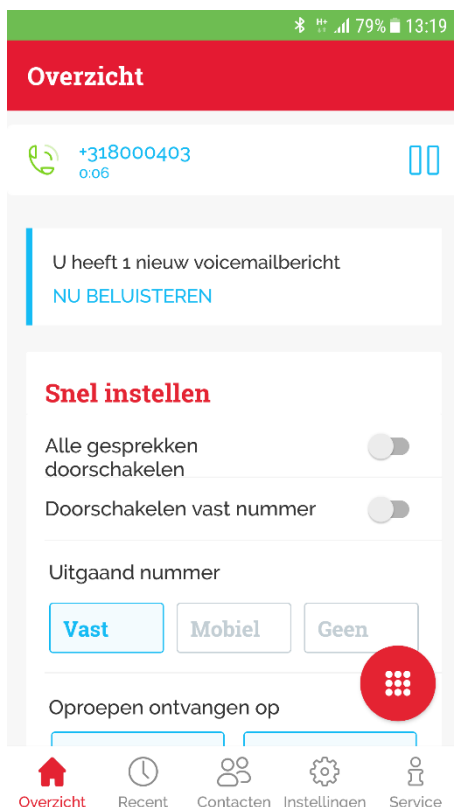 H+ 79% 13:19
Overzicht
+318000403
0:06
U heeft 1 nieuw voicemailbericht
NU BELUISTEREN
Snel instellen
Alle gesprekken
doorschakelen
Doorschakelen vast nummer
Uitgaand nummer
Vast Mobiel Geen
Oproepen ontvangen op
Overzicht Recent Contacten Instellingen Service